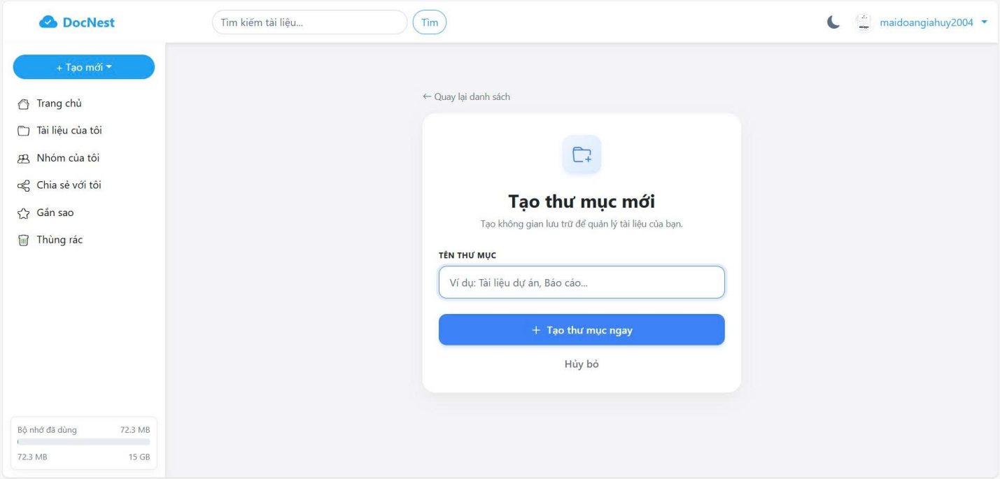 DocNest
Tìm kiếm tài liệu...
Tìm
maidoangiahuy2004
+ Tạo mới
Trang chủ
Tài liệu của tôi
Nhóm của tôi
Chia sẻ với tôi
Gắn sao
Thùng rác
← Quay lại danh sách
Tạo thư mục mới
Tạo không gian lưu trữ để quản lý tài liệu của bạn.
TÊN THƯ MỤC
Ví dụ: Tài liệu dự án, Báo cáo...
+ Tạo thư mục ngay
Hủy bỏ
Bộ nhớ đã dùng 72.3 MB
72.3 MB 15 GB